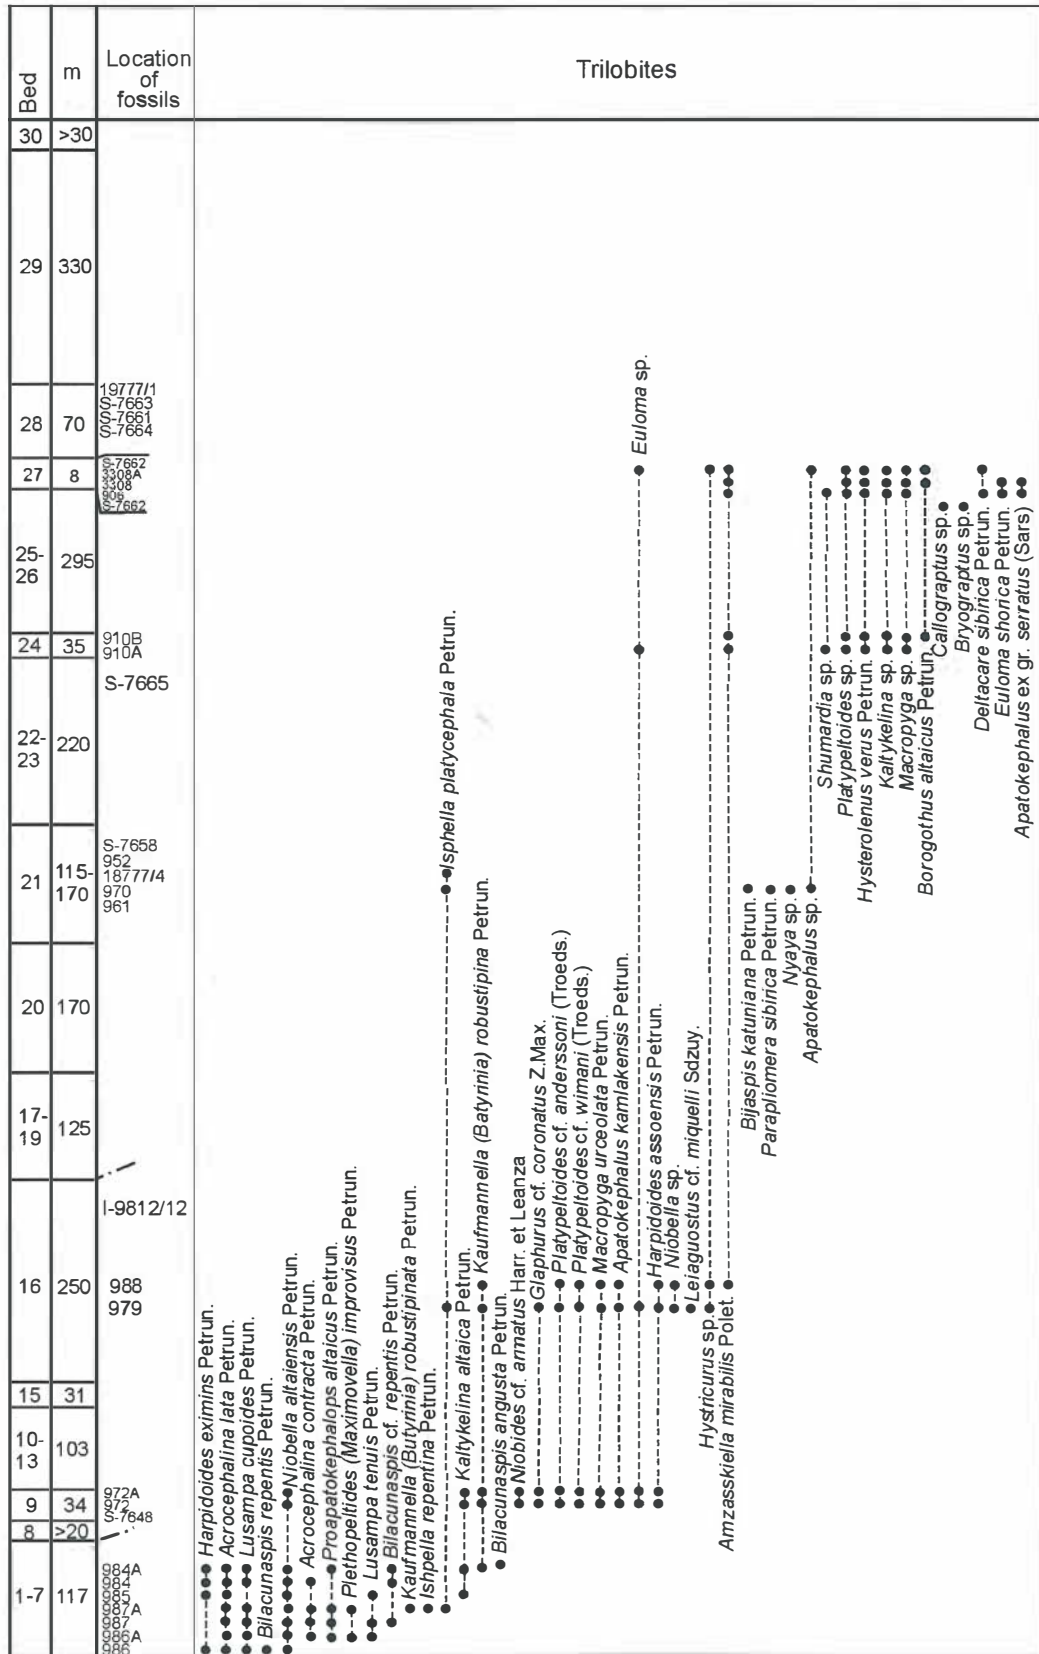 Bed
m
Location
of
fossils
Trilobites
30
>30
29
330
28
70
19777/1
S-7663
S-7661
S-7664
27
8
S-7662
3308A
3308
906
S-7662
25-
26
295
24
35
910B
910A
S-7665
22-
23
220
21
115-
170
S-7658
952
18777/4
970
961
20
170
17-
19
125
I-9812/12
16
250
988
979
15
31
10-
13
103
9
34
972A
972
S-7648
8
>20
1-7
117
984A
984
985
987A
987
986A
986
Harpidoides eximins Petrun.
Acrocephalina lata Petrun.
Lusampa cupoides Petrun.
Bilacunaspis repentis Petrun.
Niobella altaiensis Petrun.
Acrocephalina contracta Petrun.
Proapatokephalops altaicus Petrun.
Plethopeltides (Maximovella) improvisus Petrun.
Lusampa tenuis Petrun.
Bilacunaspis cf. repentis Petrun.
Kaufmannella (Butyrinia) robustipinata Petrun.
Ishpella repentina Petrun.
Isphella platycephala Petrun.
Kaltykelina altaica Petrun.
Kaufmannella (Batyrinia) robustipina Petrun.
Bilacunaspis angusta Petrun.
Niobides cf. armatus Harr. et Leanza
Glaphurus cf. coronatus Z.Max.
Platypeltoides cf. anderssoni (Troeds.)
Platypeltoides cf. wimani (Troeds.)
Macropyga urceolata Petrun.
Apatokephalus kamlakensis Petrun.
Euloma sp.
Harpidoides assoensis Petrun.
Niobella sp.
Leiaguostus cf. miquelli Sdzuy.
Hystricurus sp.
Amzasskiella mirabilis Polet.
Bijaspis katuniana Petrun.
Parapliomera sibirica Petrun.
Nyaya sp.
Apatokephalus sp.
Shumardia sp.
Platypeltoides sp.
Hysterolenus verus Petrun.
Kaltykelina sp.
Macropyga sp.
Borogothus altaicus Petrun.
Callograptus sp.
Bryograptus sp.
Deltacare sibirica Petrun.
Euloma shorica Petrun.
Apatokephalus ex gr. serratus (Sars)